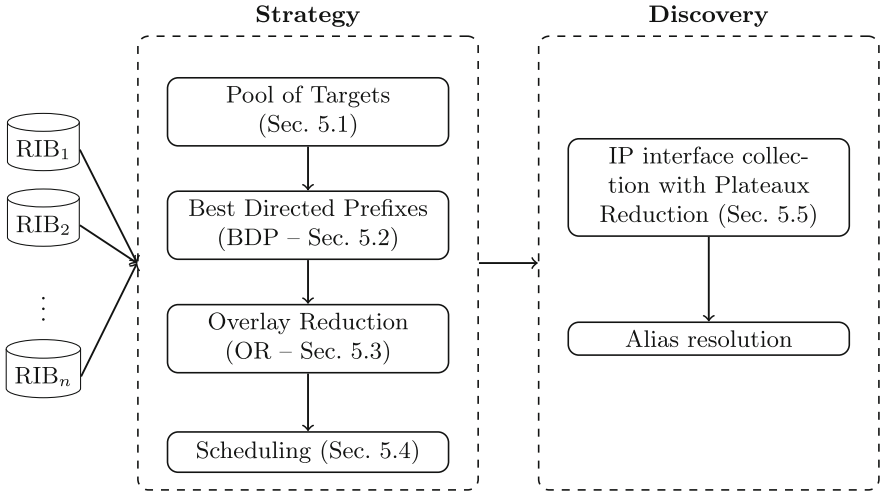 Strategy
Discovery
RIB₁
RIB₂
⋮
RIBₙ
Pool of Targets
(Sec. 5.1)
Best Directed Prefixes
(BDP – Sec. 5.2)
Overlay Reduction
(OR – Sec. 5.3)
Scheduling (Sec. 5.4)
IP interface collec-
tion with Plateaux
Reduction (Sec. 5.5)
Alias resolution